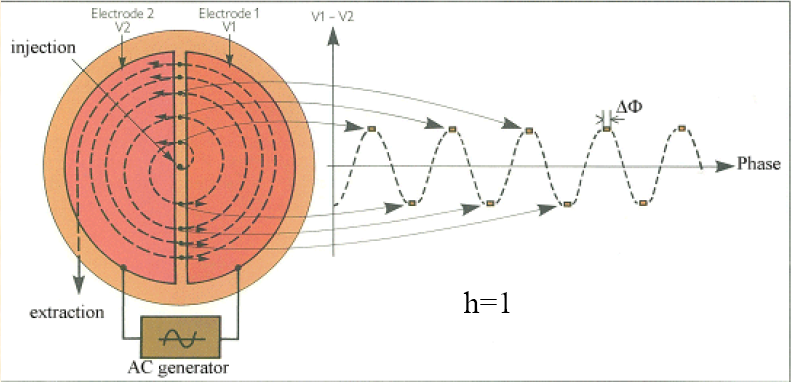 Electrode 2
V2
Electrode 1
V1
V1 – V2
injection
ΔΦ
Phase
h=1
extraction
AC generator